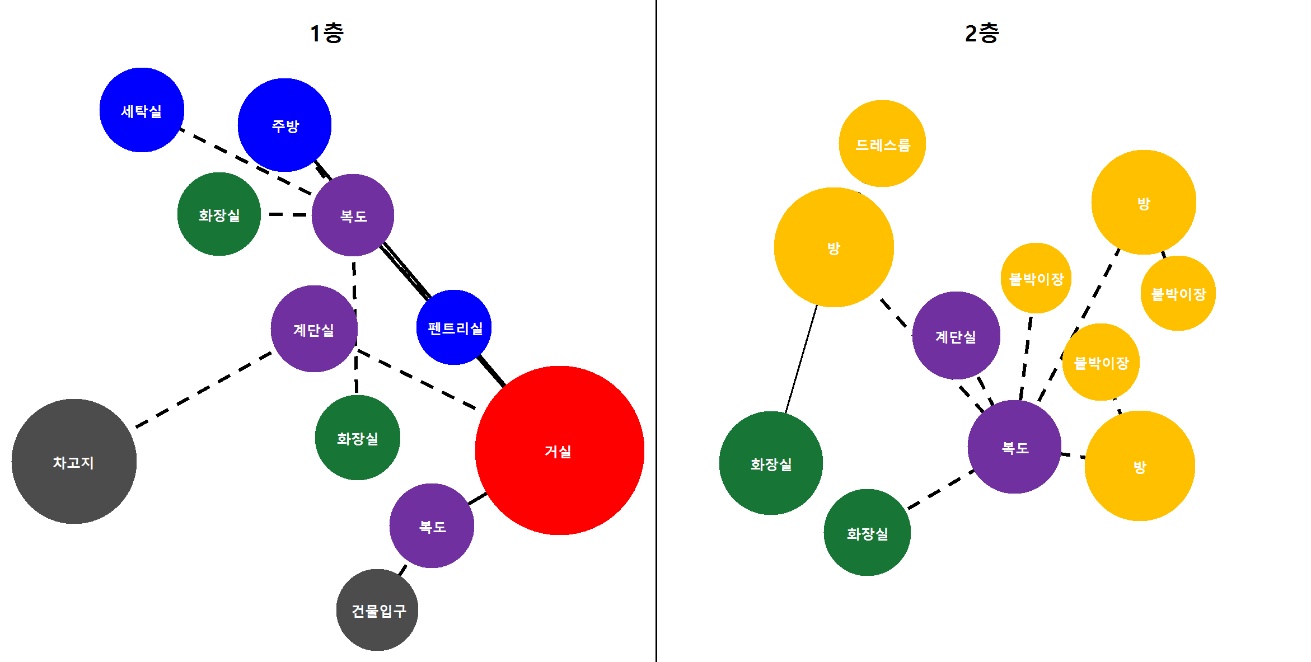 1층
세탁실
주방
화장실
복도
계단실
펜트리실
차고지
화장실
거실
복도
건물입구
2층
드레스룸
방
방
붙박이장
붙박이장
계단실
붙박이장
화장실
복도
방
화장실